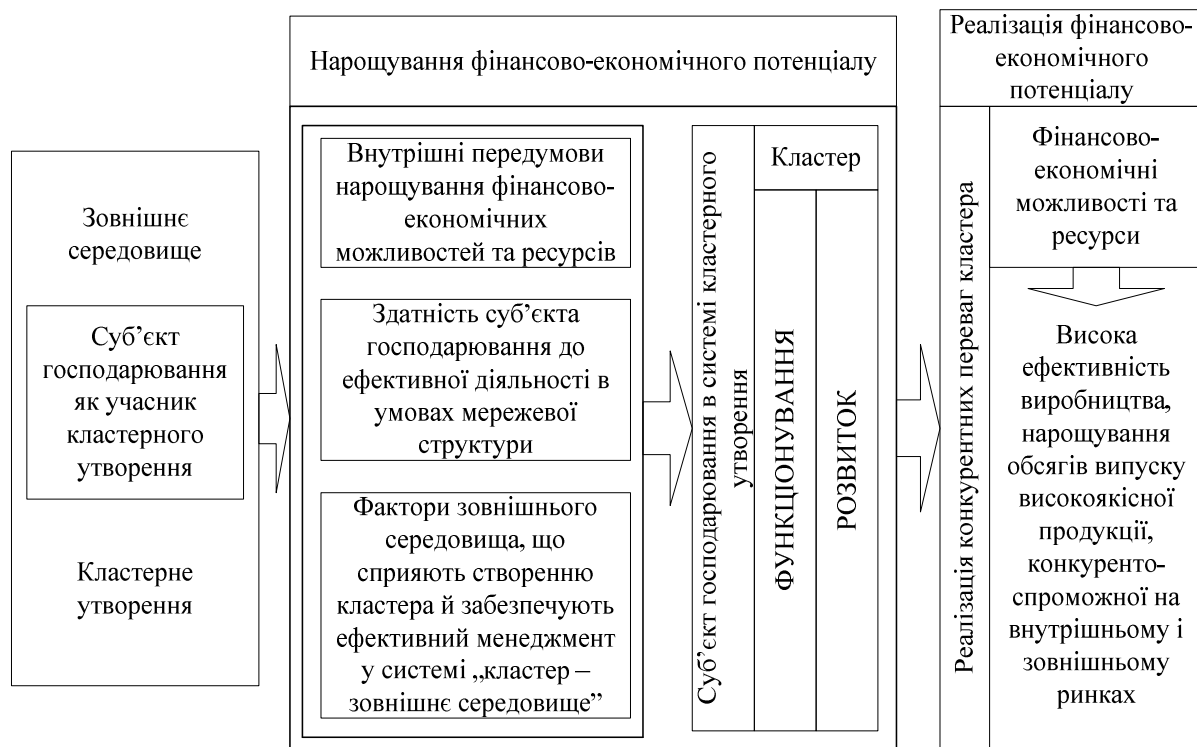 Зовнішнє
середовище
Суб’єкт
господарювання
як учасник
кластерного
утворення
Кластерне
утворення
Нарощування фінансово-економічного потенціалу
Внутрішні передумови
нарощування фінансово-
економічних
можливостей та ресурсів
Здатність суб’єкта
господарювання до
ефективної діяльності в
умовах мережевої
структури
Фактори зовнішнього
середовища, що
сприяють створенню
кластера й забезпечують
ефективний менеджмент
у системі „кластер –
зовнішнє середовище”
Суб’єкт господарювання в системі кластерного
утворення
Кластер
ФУНКЦІОНУВАННЯ
РОЗВИТОК
Реалізація фінансово-
економічного
потенціалу
Реалізація конкурентних переваг кластера
Фінансово-
економічні
можливості та
ресурси
Висока
ефективність
виробництва,
нарощування
обсягів випуску
високоякісної
продукції,
конкуренто-
спроможної на
внутрішньому і
зовнішньому
ринках